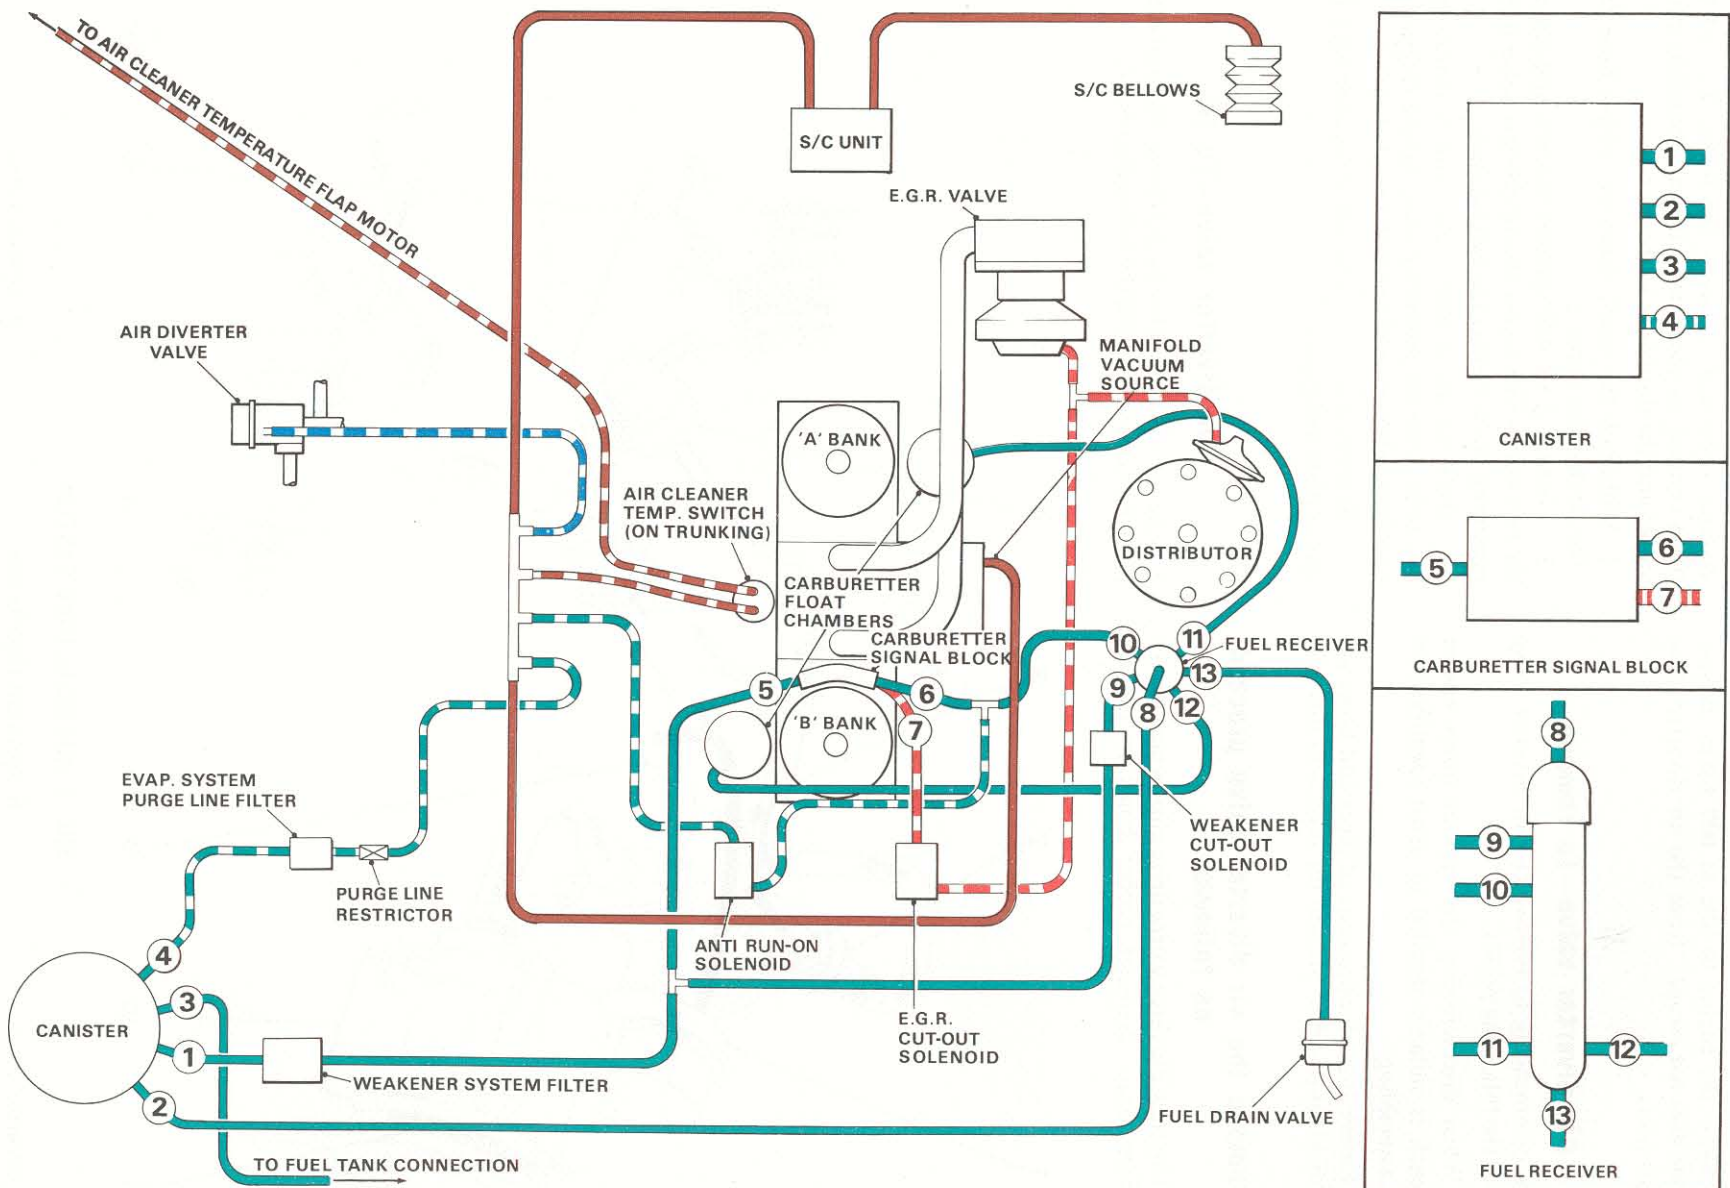 TO AIR CLEANER TEMPERATURE FLAP MOTOR
S/C UNIT
S/C BELLOWS
E.G.R. VALVE
AIR DIVERTER
VALVE
MANIFOLD
VACUUM
SOURCE
'A' BANK
AIR CLEANER
TEMP. SWITCH
(ON TRUNKING)
DISTRIBUTOR
CARBURETTER
FLOAT
CHAMBERS
CARBURETTER
SIGNAL BLOCK
10
11
FUEL RECEIVER
13
9
8
12
5
6
7
'B' BANK
EVAP. SYSTEM
PURGE LINE FILTER
WEAKENER
CUT-OUT
SOLENOID
PURGE LINE
RESTRICTOR
ANTI RUN-ON
SOLENOID
4
3
CANISTER
1
2
WEAKENER SYSTEM FILTER
E.G.R.
CUT-OUT
SOLENOID
FUEL DRAIN VALVE
TO FUEL TANK CONNECTION
1
2
3
4
CANISTER
5
6
7
CARBURETTER SIGNAL BLOCK
8
9
10
11
12
13
FUEL RECEIVER